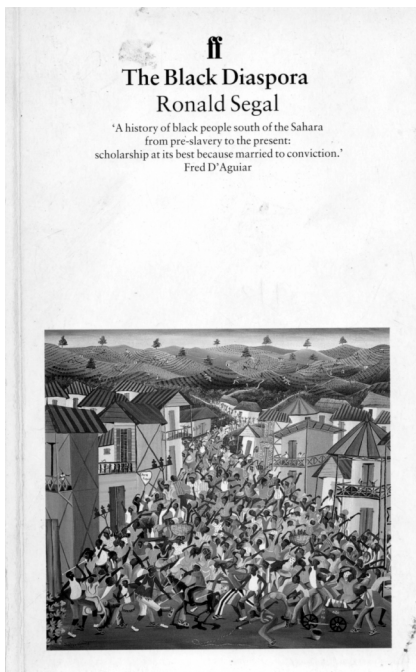 ff
The Black Diaspora
Ronald Segal
‘A history of black people south of the Sahara
from pre-slavery to the present:
scholarship at its best because married to conviction.’
Fred D’Aguiar